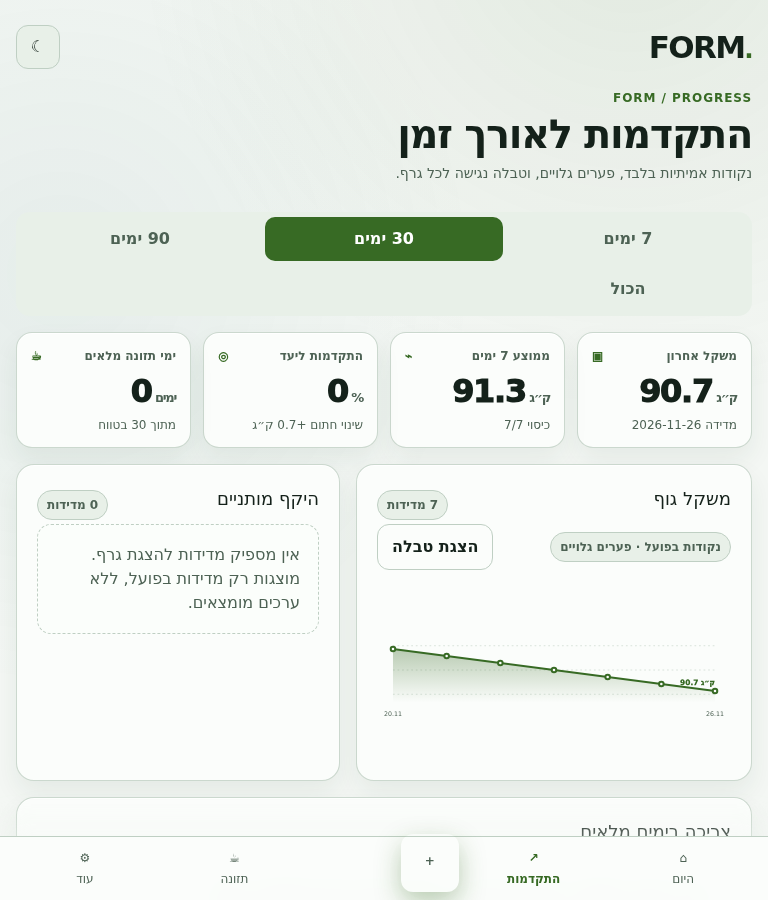 FORM.
FORM / PROGRESS
התקדמות לאורך זמן
נקודות אמיתיות בלבד, פערים גלויים, וטבלה נגישה לכל גרף.
7 ימים
30 ימים
90 ימים
הכול
משקל אחרון
90.7 ק״ג
מדידה 2026-11-26
ממוצע 7 ימים
91.3 ק״ג
כיסוי 7/7
התקדמות ליעד
0 %
שינוי חתום +0.7 ק״ג
ימי תזונה מלאים
0 ימים
מתוך 30 בטווח
משקל גוף
7 מדידות
נקודות בפועל · פערים גלויים
הצגת טבלה
90.7 ק״ג
20.11
26.11
היקף מותניים
0 מדידות
אין מספיק מדידות להצגת גרף.
מוצגות רק מדידות בפועל, ללא
ערכים מומצאים.
צריכה בימים מלאים
היום
התקדמות
+
תזונה
עוד